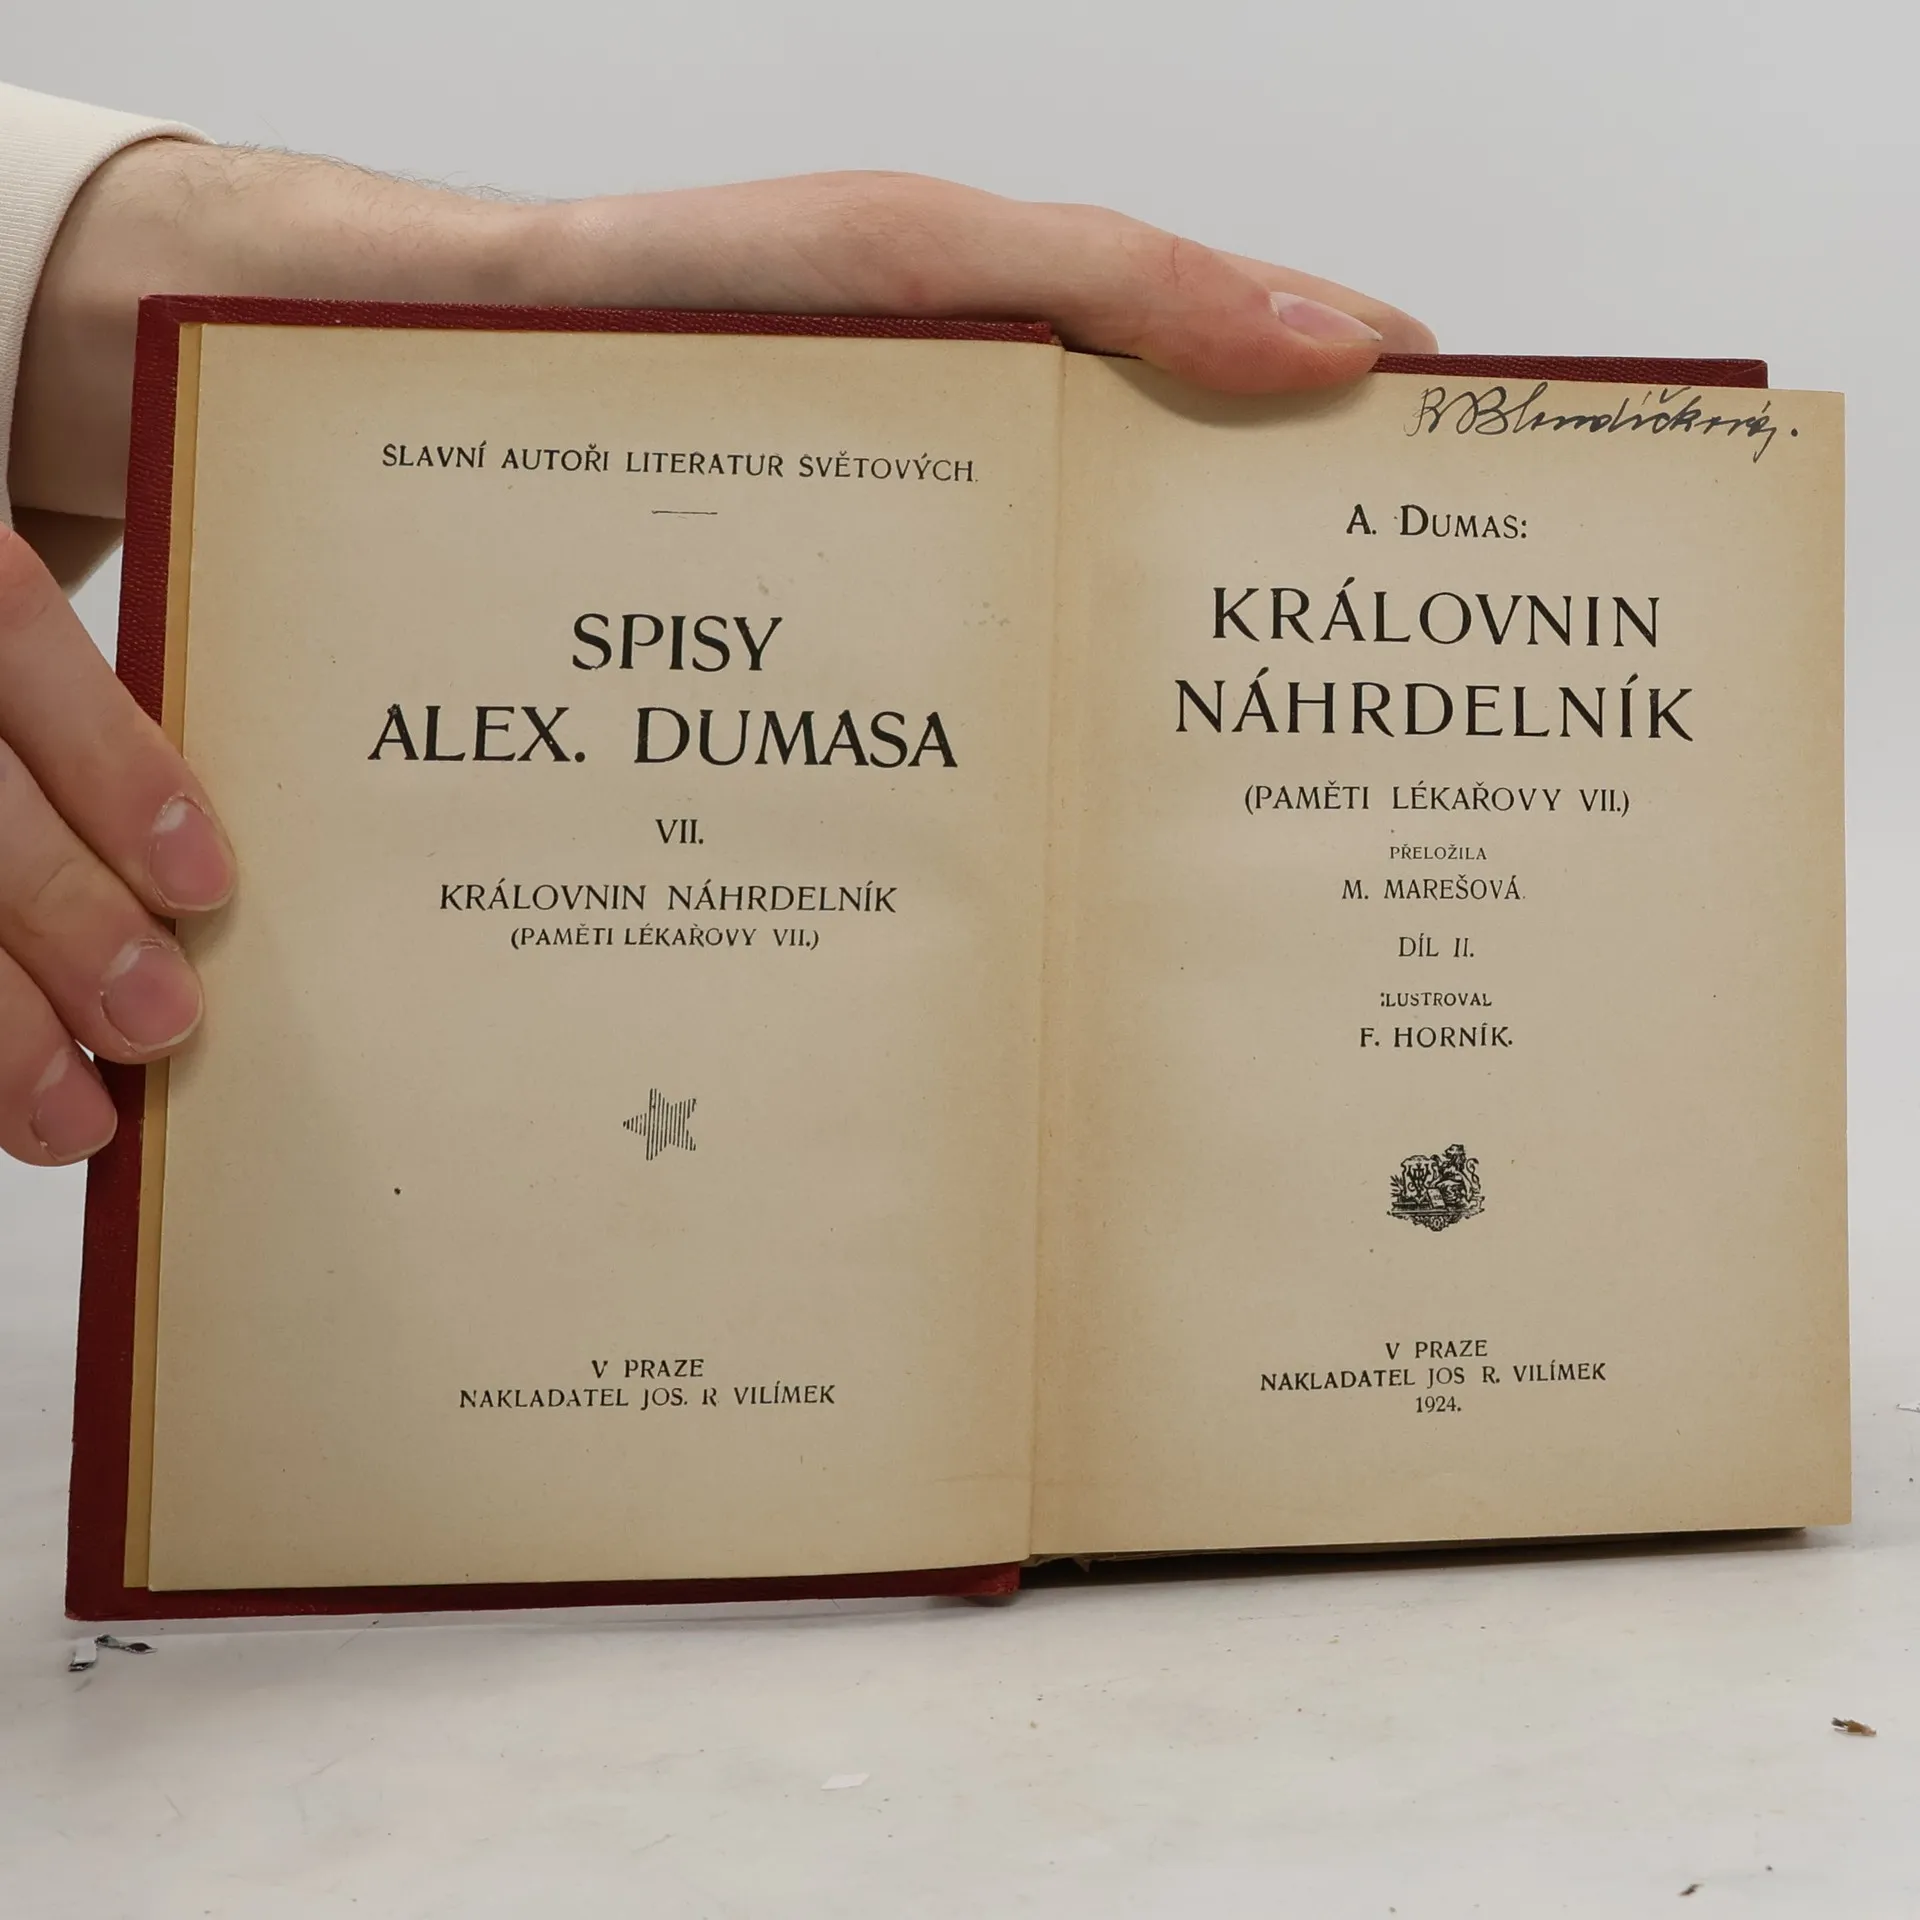 SLAVNÍ AUTOŘI LITERATUR SVĚTOVÝCH.
SPISY
ALEX. DUMASA
VII.
KRÁLOVNIN NÁHRDELNÍK
(PAMĚTI LÉKAŘOVY VII.)
V PRAZE
NAKLADATEL JOS. R. VILÍMEK
Blondíčková.
A. DUMAS:
KRÁLOVNIN
NÁHRDELNÍK
(PAMĚTI LÉKAŘOVY VII.)
PŘELOŽILA
M. MAREŠOVÁ.
DÍL II.
ILUSTROVAL
F. HORNÍK.
V PRAZE
NAKLADATEL JOS R. VILÍMEK
1924.